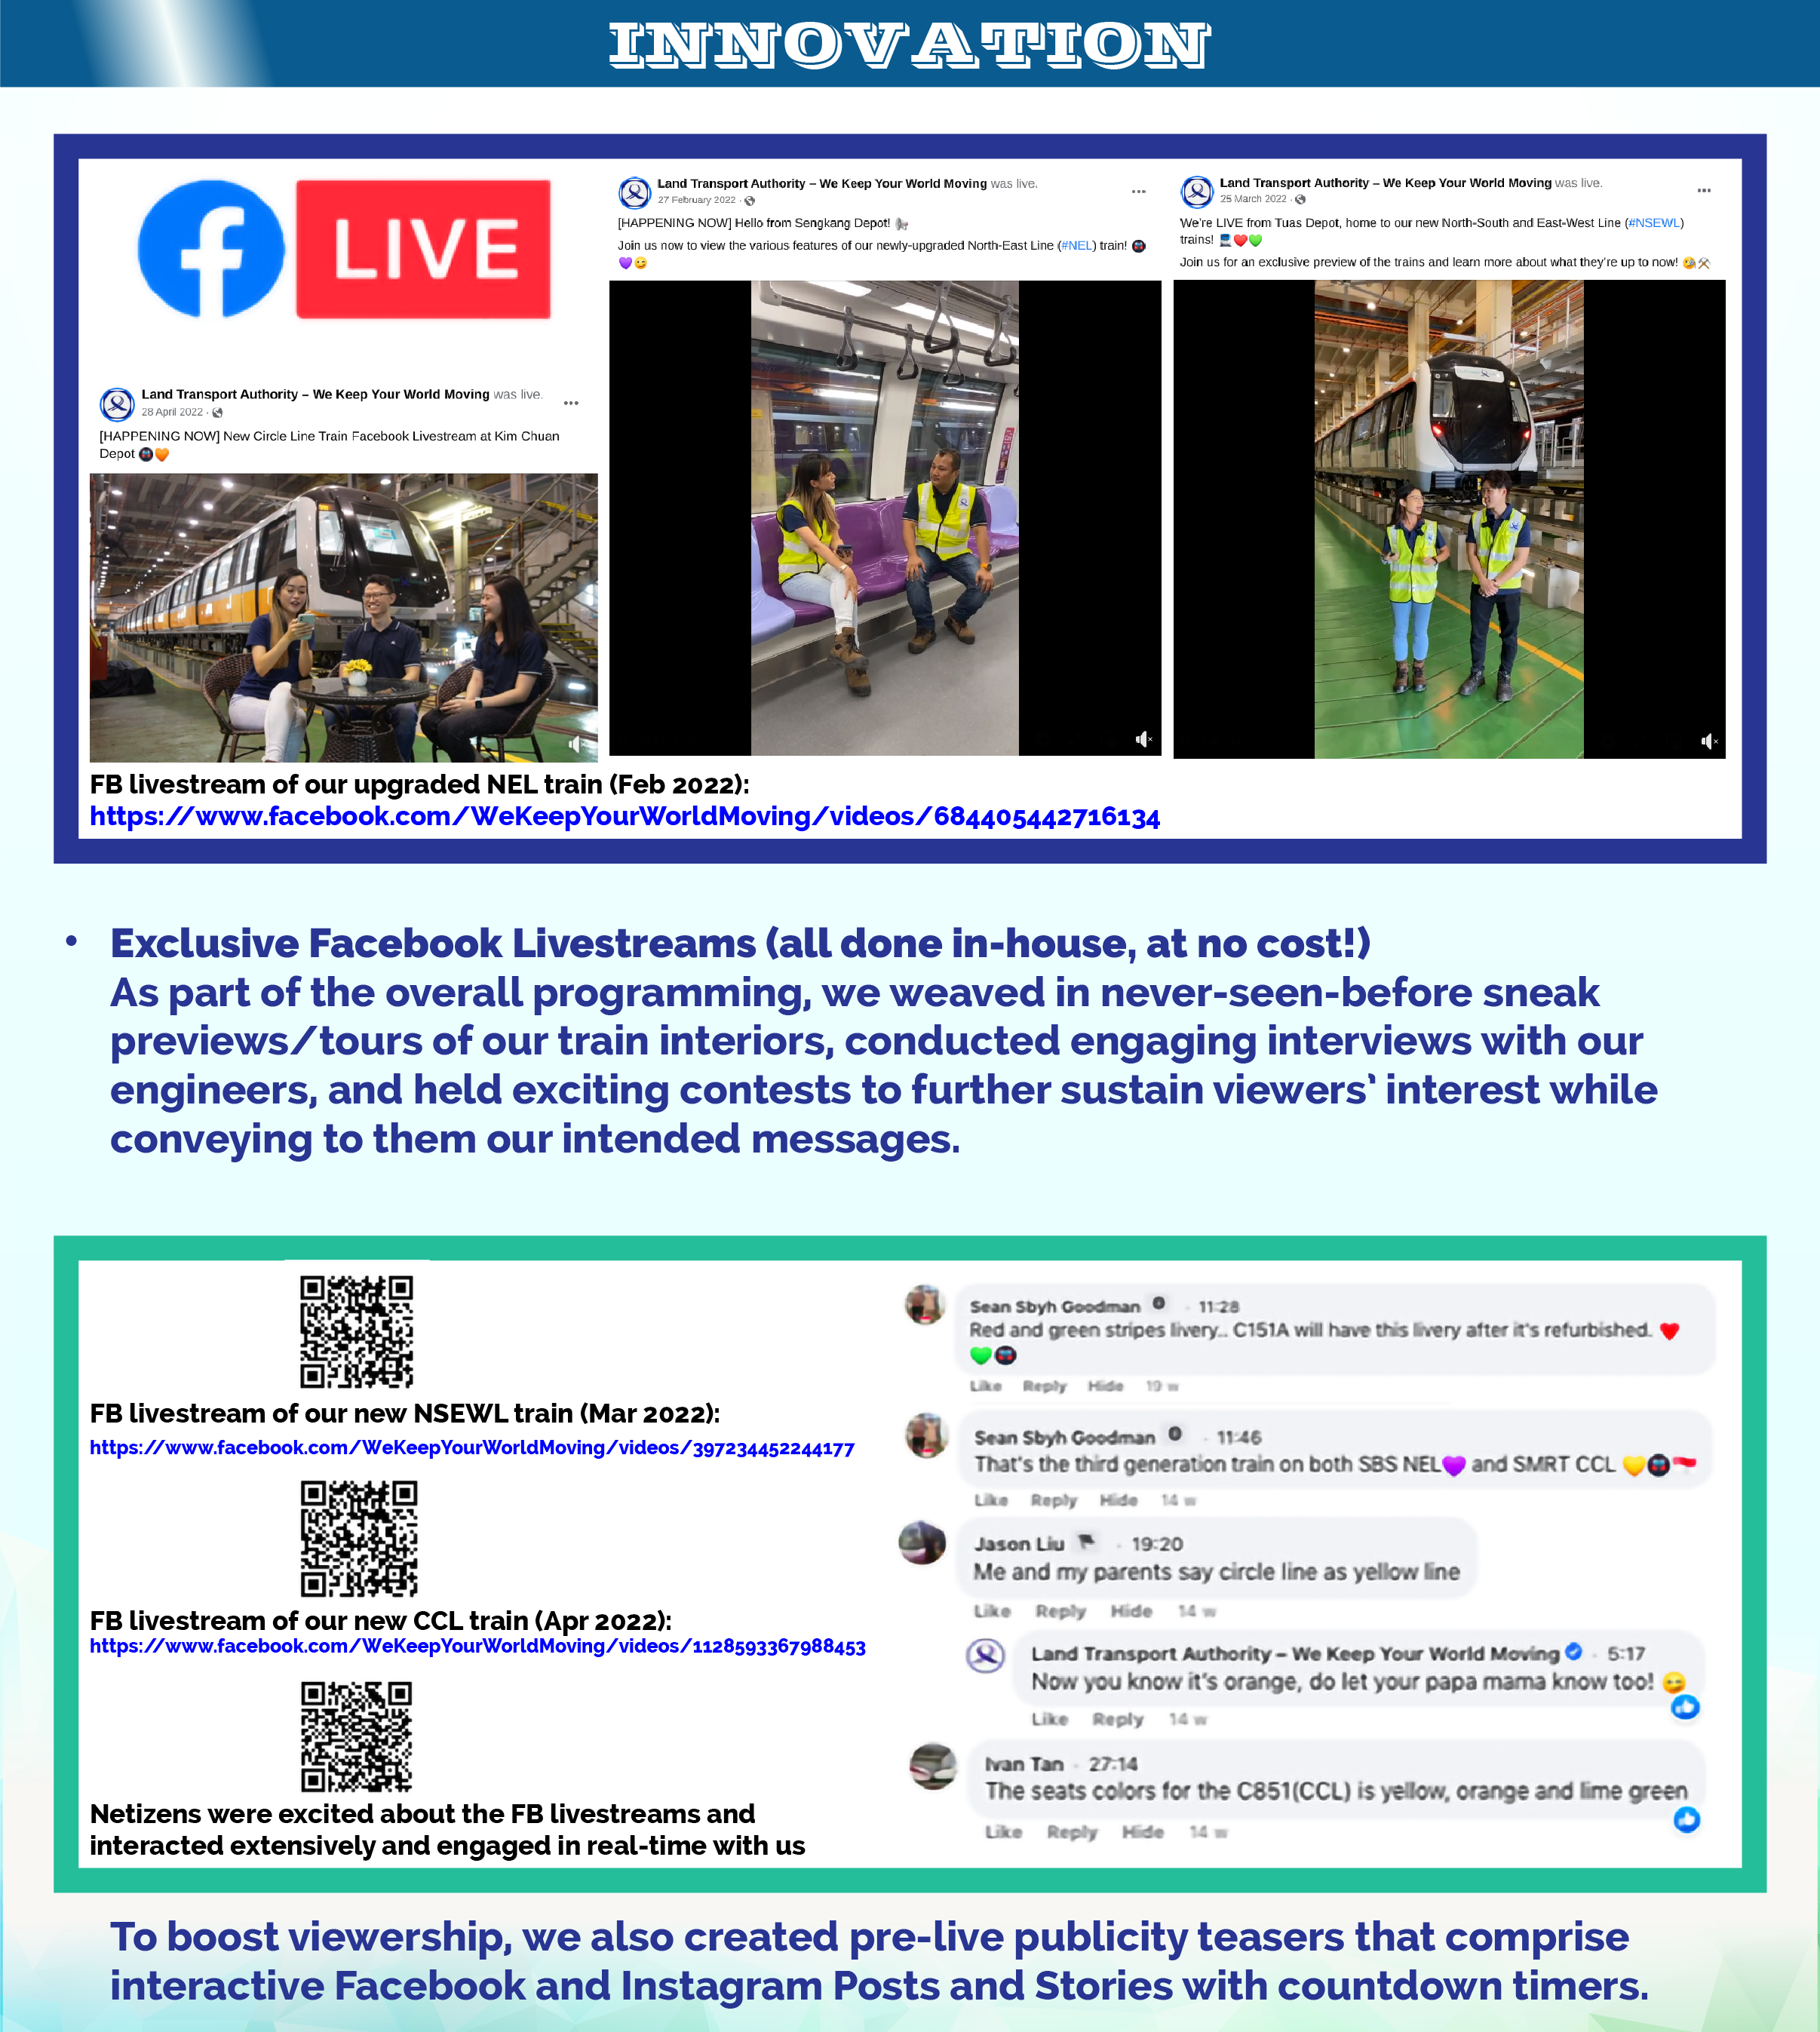 INNOVATION
LIVE
Land Transport Authority – We Keep Your World Moving was live.
28 April 2022 ·
[HAPPENING NOW] New Circle Line Train Facebook Livestream at Kim Chuan
Depot
Land Transport Authority – We Keep Your World Moving was live.
27 February 2022 ·
[HAPPENING NOW] Hello from Sengkang Depot!
Join us now to view the various features of our newly-upgraded North-East Line (#NEL) train!
Land Transport Authority – We Keep Your World Moving was live.
25 March 2022 ·
We're LIVE from Tuas Depot, home to our new North-South and East-West Line (#NSEWL)
trains! 💺❤️💚
Join us for an exclusive preview of the trains and learn more about what they're up to now!
FB livestream of our upgraded NEL train (Feb 2022):
https://www.facebook.com/WeKeepYourWorldMoving/videos/684405442716134
• Exclusive Facebook Livestreams (all done in-house, at no cost!)
As part of the overall programming, we weaved in never-seen-before sneak
previews/tours of our train interiors, conducted engaging interviews with our
engineers, and held exciting contests to further sustain viewers' interest while
conveying to them our intended messages.
FB livestream of our new NSEWL train (Mar 2022):
https://www.facebook.com/WeKeepYourWorldMoving/videos/397234452244177
FB livestream of our new CCL train (Apr 2022):
https://www.facebook.com/WeKeepYourWorldMoving/videos/1128593367988453
Netizens were excited about the FB livestreams and
interacted extensively and engaged in real-time with us
Sean Sbyh Goodman · 11:28
Red and green stripes livery.. C151A will have this livery after it's refurbished.
Like Reply Hide 19 w
Sean Sbyh Goodman · 11:46
That's the third generation train on both SBS NEL💜 and SMRT CCL
Like Reply Hide 14 w
Jason Liu · 19:20
Me and my parents say circle line as yellow line
Like Reply Hide 14 w
Land Transport Authority – We Keep Your World Moving · 5:17
Now you know it's orange, do let your papa mama know too!
Like Reply 14 w
Ivan Tan · 27:14
The seats colors for the C851(CCL) is yellow, orange and lime green
Like Reply Hide 14 w
To boost viewership, we also created pre-live publicity teasers that comprise
interactive Facebook and Instagram Posts and Stories with countdown timers.